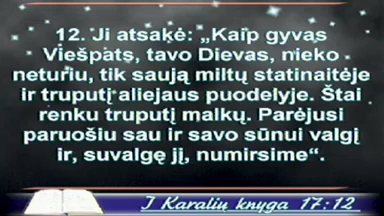 12. Ji atsakė: „Kaip gyvas
Viešpats, tavo Dievas, nieko
neturiu, tik saują miltų statinaitėje
ir truputį aliejaus puodelyje. Štai
renku truputį malkų. Parėjusi
paruošiu sau ir savo sūnui valgį
ir, suvalgę jį, numirsime“.
I Karalių knyga 17:12